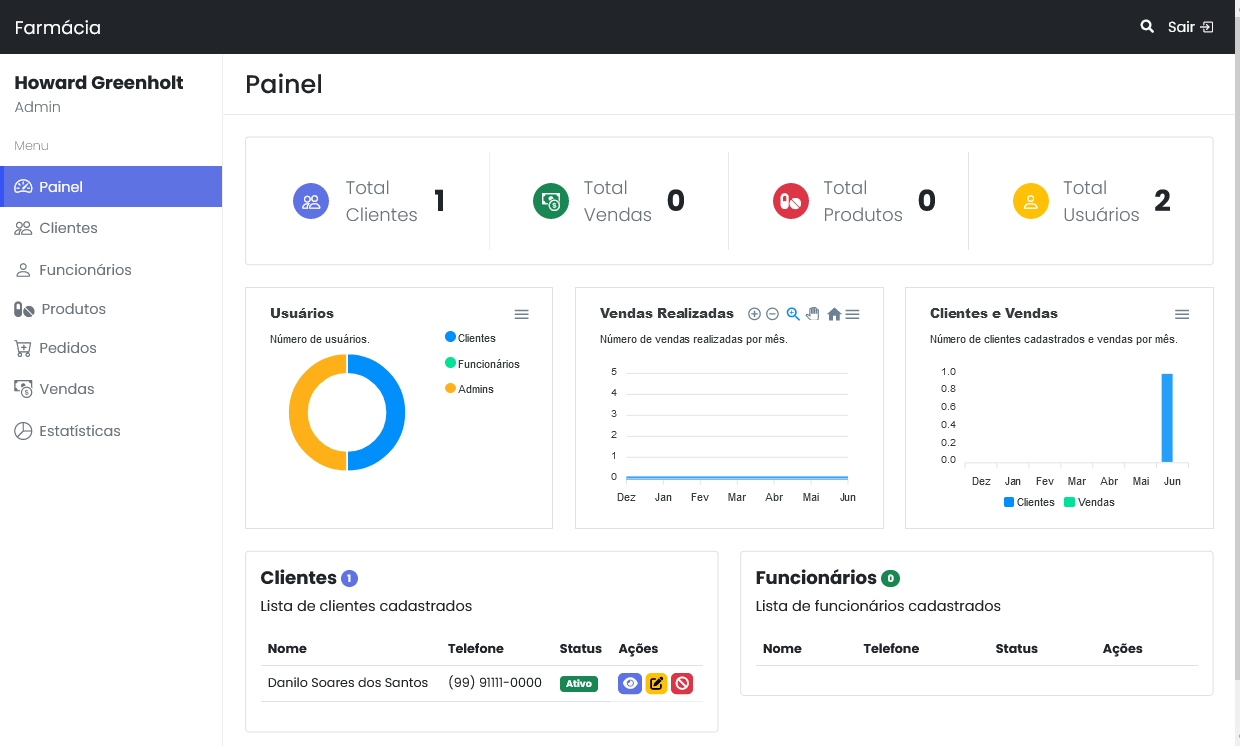 Farmácia
Sair
Howard Greenholt
Admin
Menu
Painel
Clientes
Funcionários
Produtos
Pedidos
Vendas
Estatísticas
Painel
Total Clientes 1
Total Vendas 0
Total Produtos 0
Total Usuários 2
Usuários
Número de usuários.
Clientes
Funcionários
Admins
Vendas Realizadas
Número de vendas realizadas por mês.
5
4
3
2
1
0
Dez Jan Fev Mar Abr Mai Jun
Clientes e Vendas
Número de clientes cadastrados e vendas por mês.
1.0
0.8
0.6
0.4
0.2
0.0
Dez Jan Fev Mar Abr Mai Jun
Clientes Vendas
Clientes 1
Lista de clientes cadastrados
Nome Telefone Status Ações
Danilo Soares dos Santos (99) 91111-0000 Ativo
Funcionários 0
Lista de funcionários cadastrados
Nome Telefone Status Ações